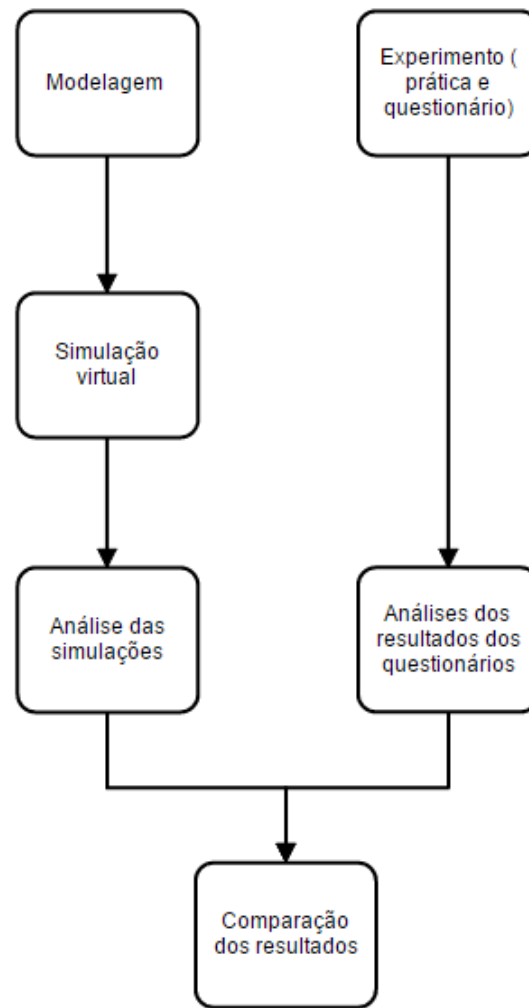 Modelagem
Experimento (
prática e
questionário)
Simulação
virtual
Análise das
simulações
Análises dos
resultados dos
questionários
Comparação
dos resultados